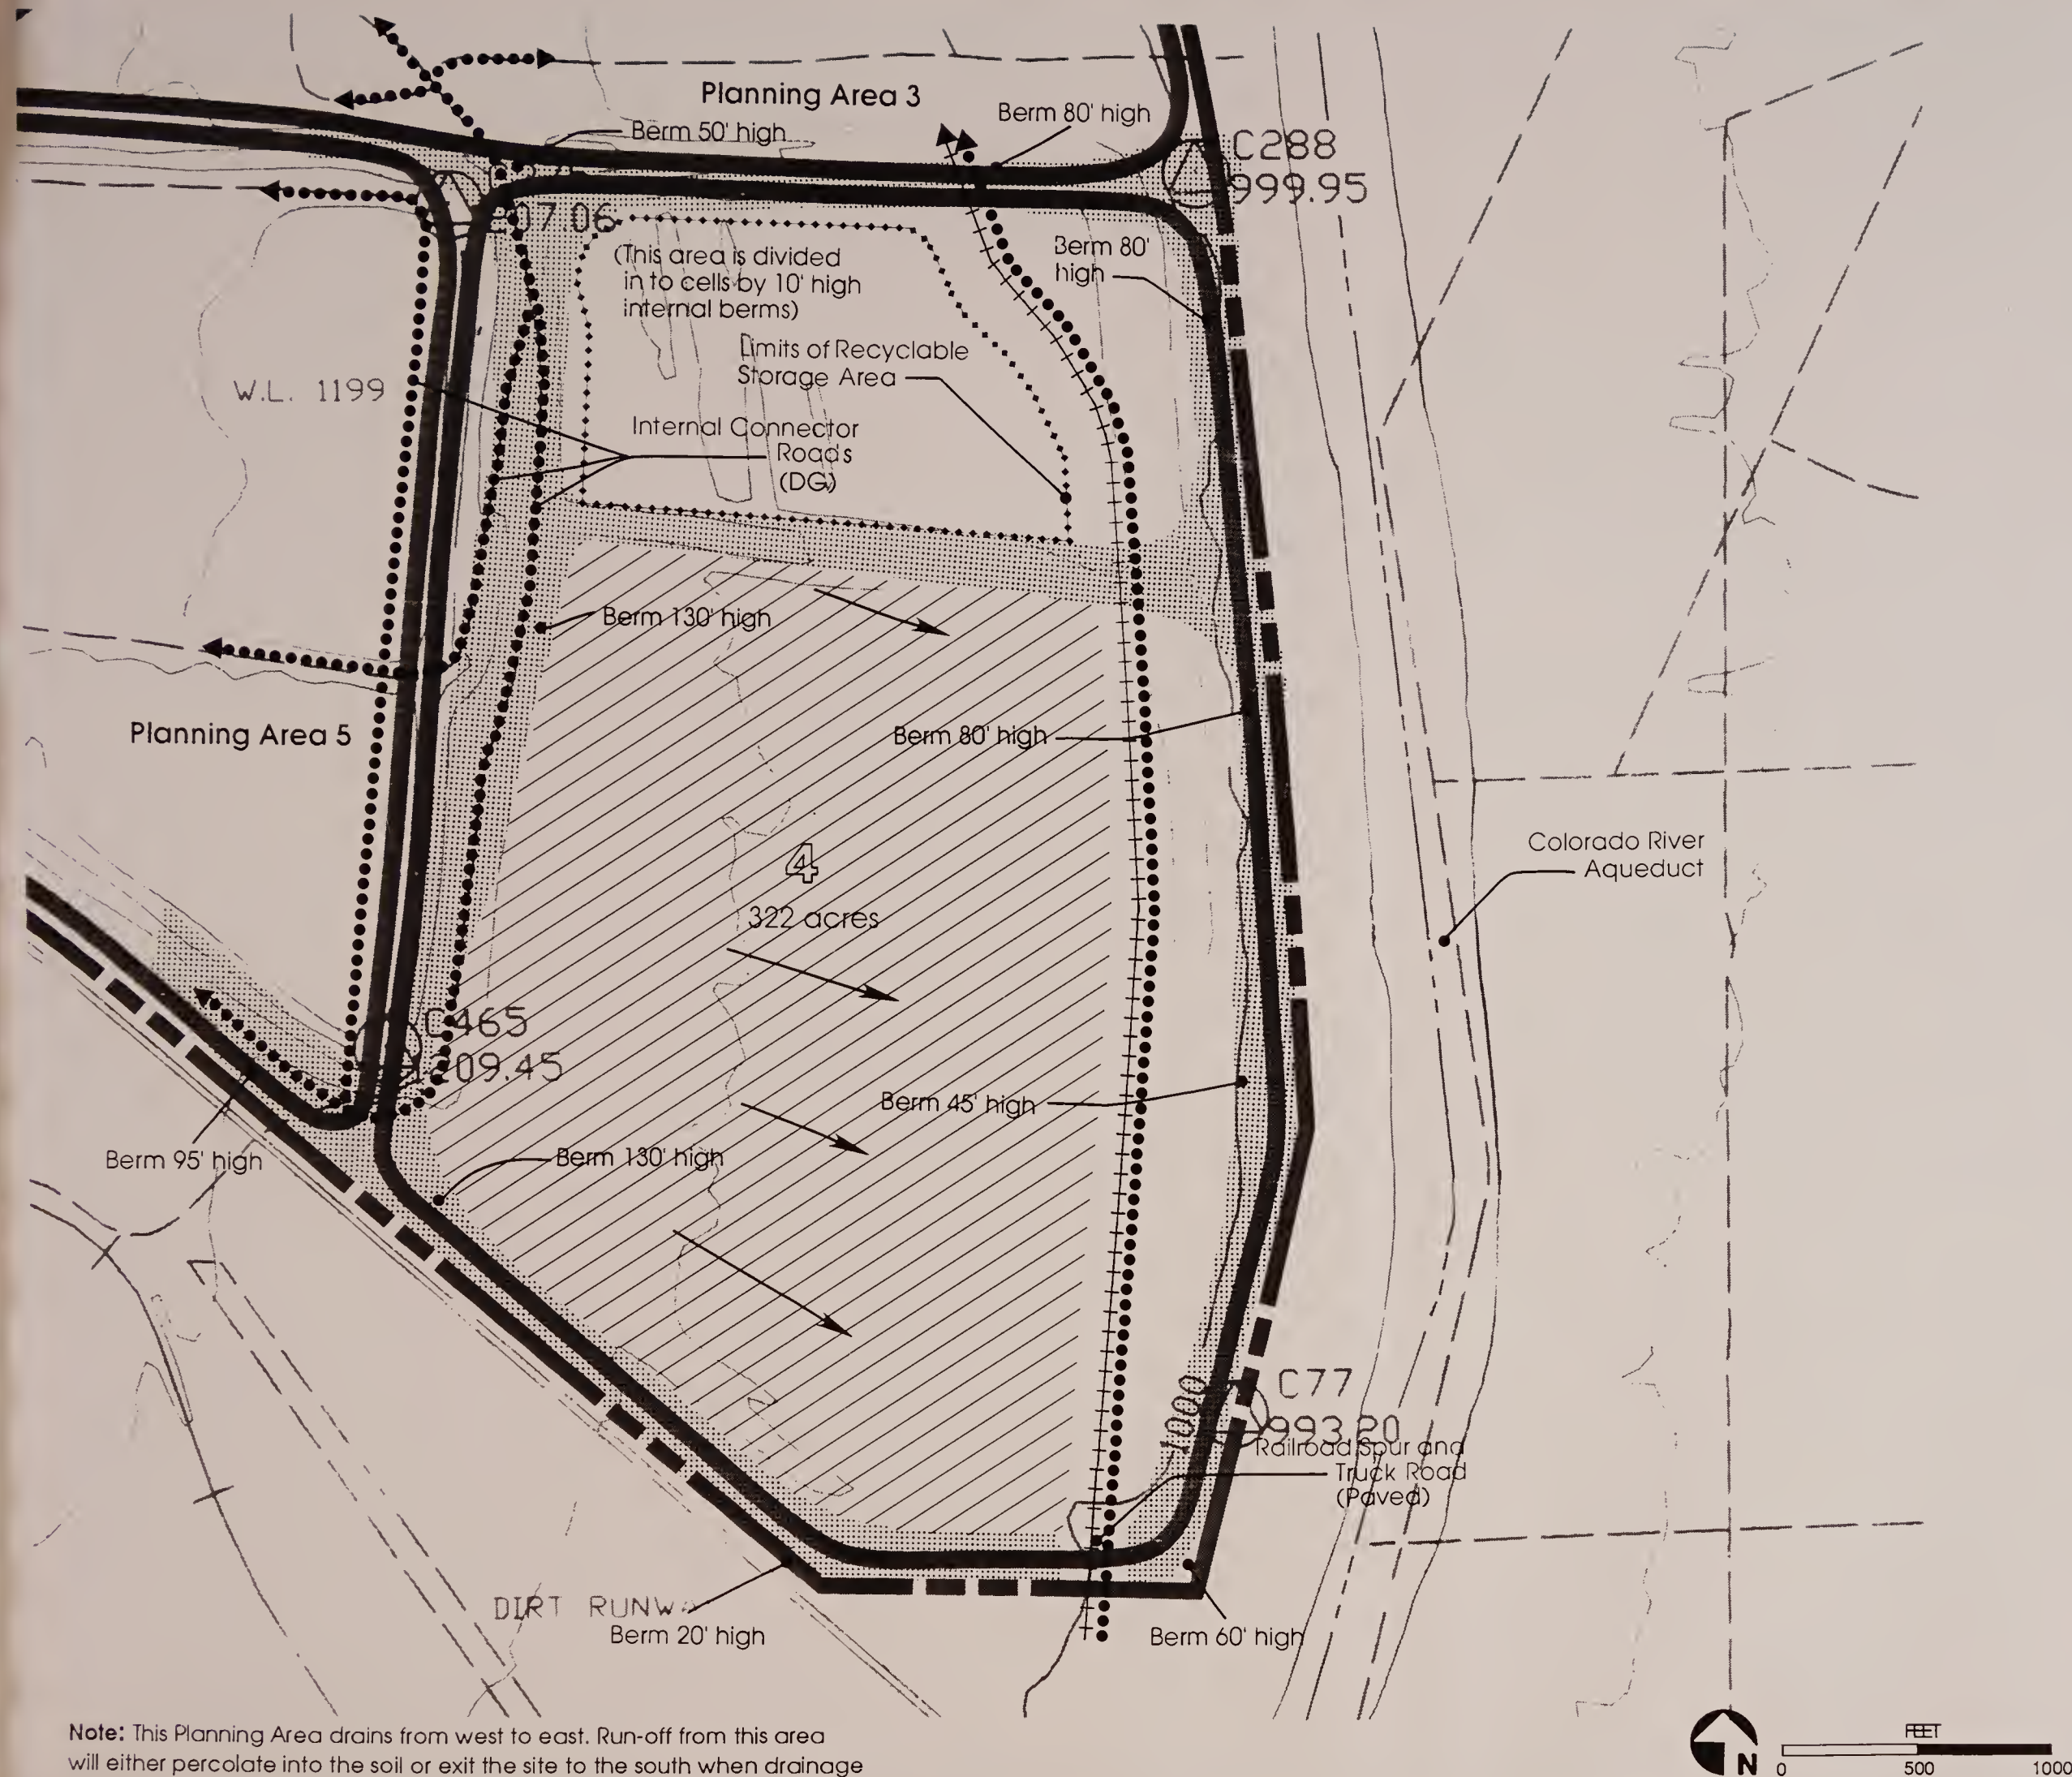 Planning Area 3
Berm 80' high
Berm 50' high
C288
999.95
07.06
(This area is divided
in to cells by 10' high
internal berms)
Berm 80'
high
Limits of Recyclable
Storage Area
W.L. 1199
Internal Connector
Roads
(DG)
Berm 130' high
Planning Area 5
Berm 80' high
4
322 acres
Colorado River
Aqueduct
C465
09.45
Berm 45' high
Berm 95' high
Berm 130' high
C77
993.20
1000
Railroad Spur and
Truck Road
(Paved)
DIRT RUNW
Berm 20' high
Berm 60' high
Note: This Planning Area drains from west to east. Run-off from this area
will either percolate into the soil or exit the site to the south when drainage
N
FEET
0 500 1000